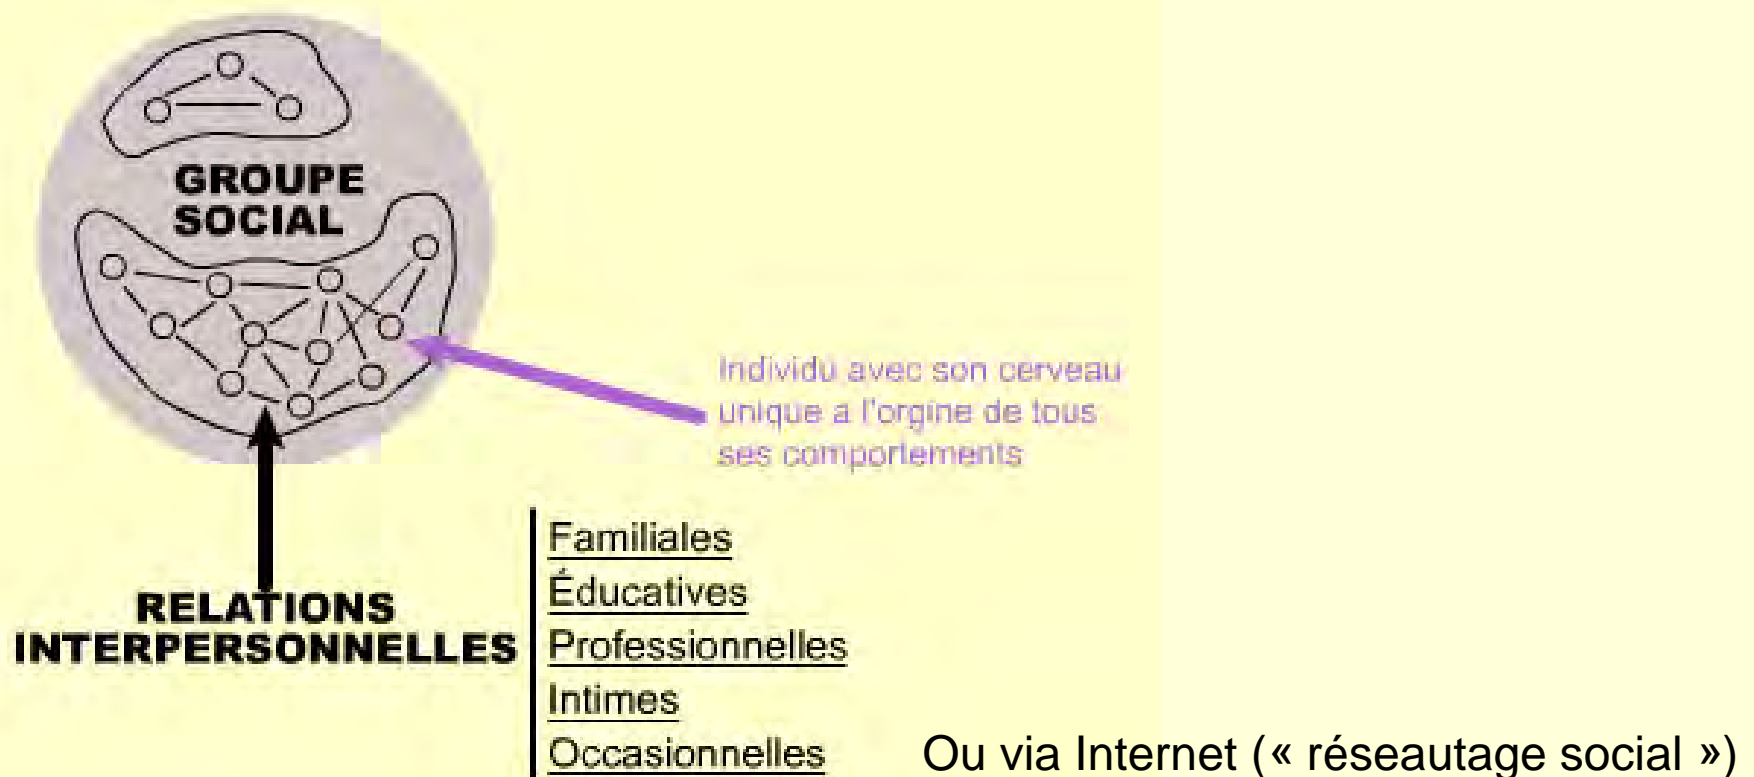 GROUPE
SOCIAL
Individu avec son cerveau
unique a l'orgine de tous
ses comportements
RELATIONS
INTERPERSONNELLES
Familiales
Éducatives
Professionnelles
Intimes
Occasionnelles
Ou via Internet (« réseautage social »)